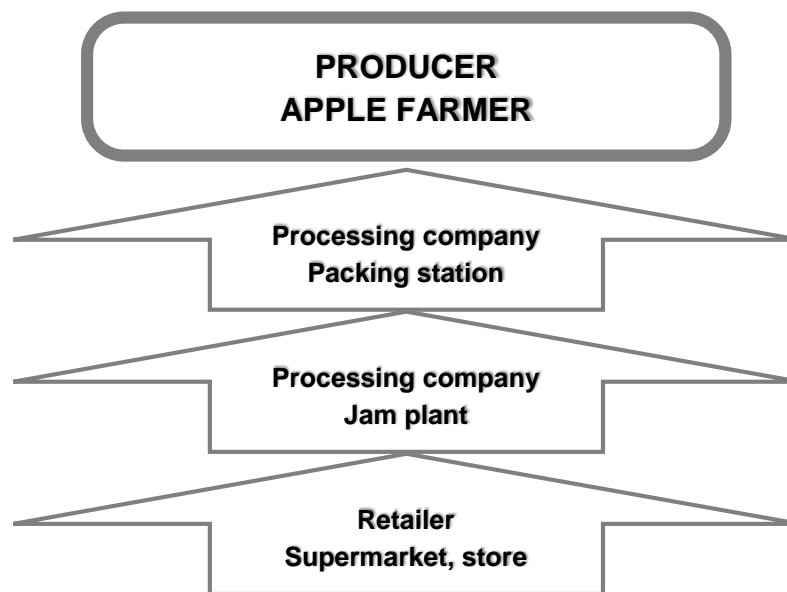 PRODUCER
APPLE FARMER
Processing company
Packing station
Processing company
Jam plant
Retailer
Supermarket, store